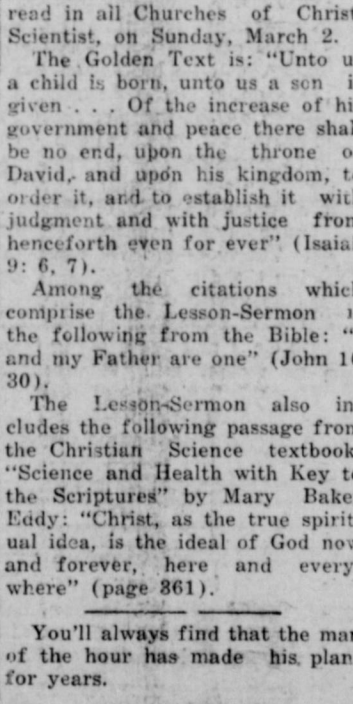 read in all Churches of Christ
Scientist, on Sunday, March 2.
The Golden Text is: "Unto u
a child is born, unto us a son i
given . . . Of the increase of hi
government and peace there shal
be no end, upon the throne o
David, and upon his kingdom, t
order it, and to establish it wit
judgment and with justice fron
henceforth even for ever" (Isaia
9: 6, 7).
Among the citations whic
comprise the Lesson-Sermon i
the following from the Bible: "
and my Father are one" (John 1
30).
The Lesson-Sermon also in
cludes the following passage fron
the Christian Science textbook
"Science and Health with Key t
the Scriptures" by Mary Bake
Eddy: "Christ, as the true spirit
ual idea, is the ideal of God nov
and forever, here and every
where" (page 361).
You'll always find that the ma
of the hour has made his plan
for years.